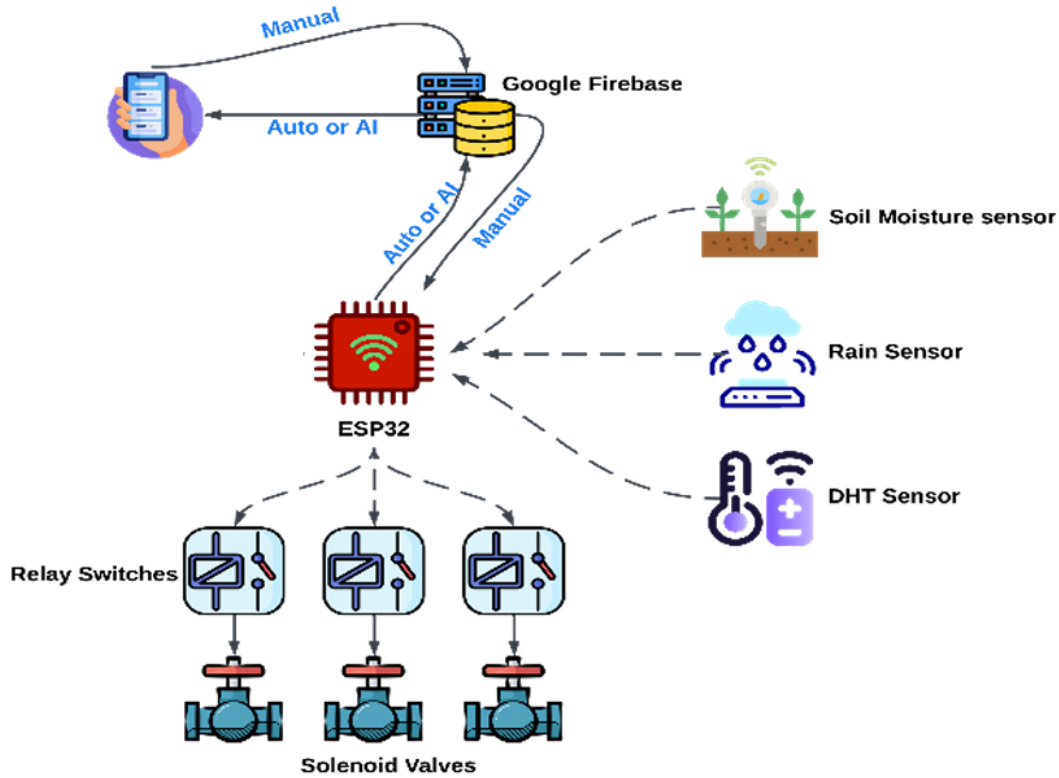 Manual
Google Firebase
Auto or AI
Auto or AI
Manual
Soil Moisture sensor
Rain Sensor
ESP32
DHT Sensor
Relay Switches
Solenoid Valves